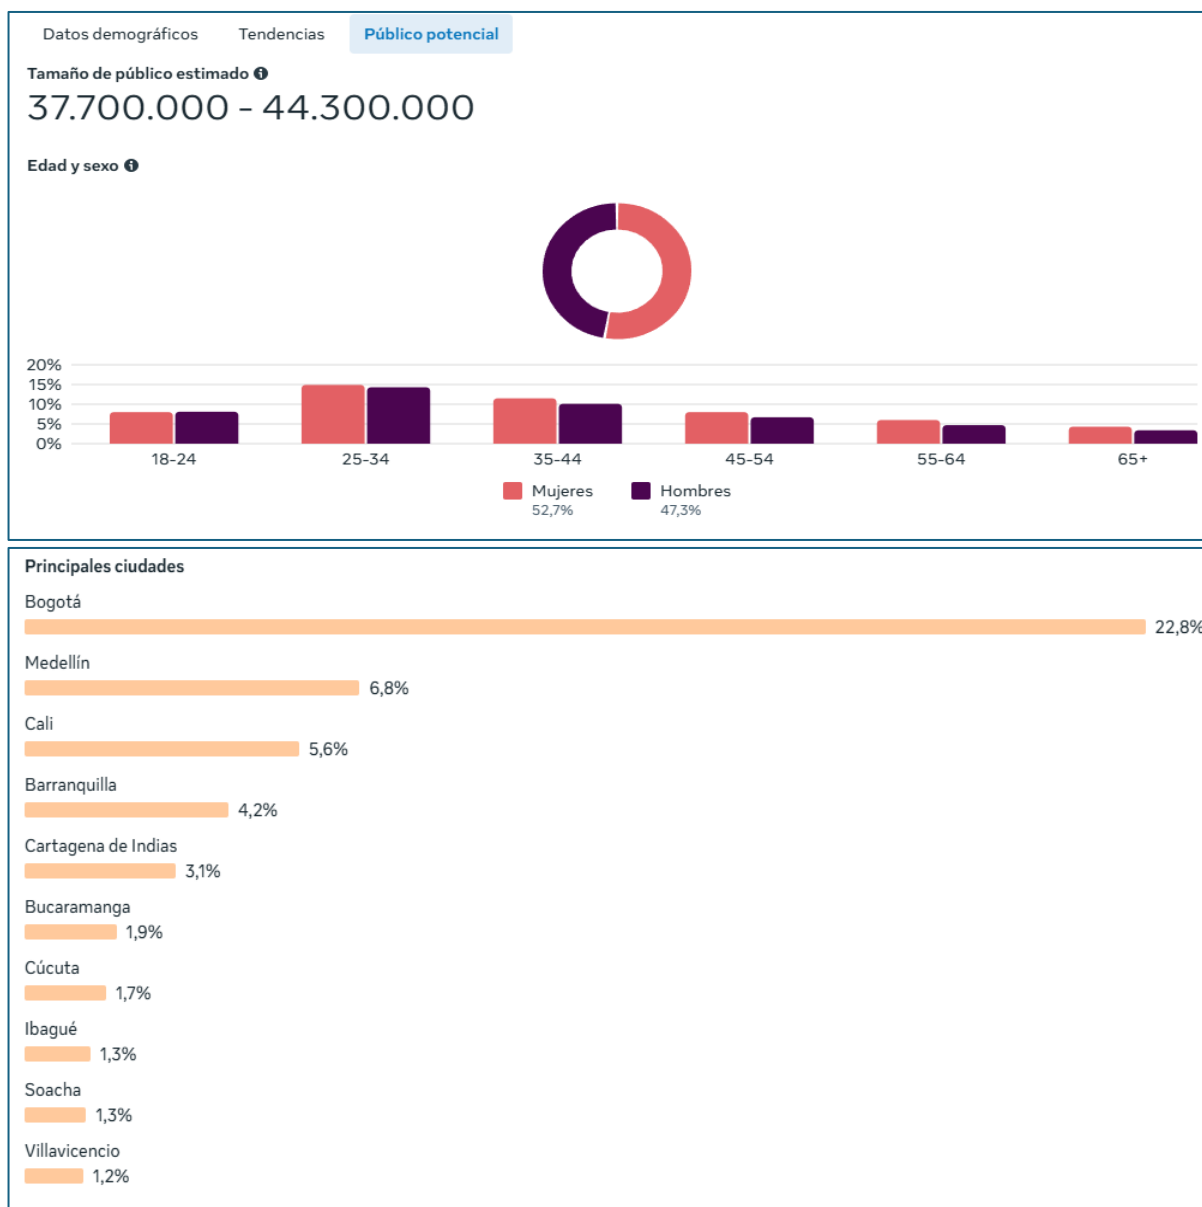 Datos demográficos Tendencias Público potencial
Tamaño de público estimado
37.700.000 - 44.300.000
Edad y sexo
20%
15%
10%
5%
0%
18-24 25-34 35-44 45-54 55-64 65+
Mujeres Hombres
52,7% 47,3%
Principales ciudades
Bogotá
22,8%
Medellín
6,8%
Cali
5,6%
Barranquilla
4,2%
Cartagena de Indias
3,1%
Bucaramanga
1,9%
Cúcuta
1,7%
Ibagué
1,3%
Soacha
1,3%
Villavicencio
1,2%